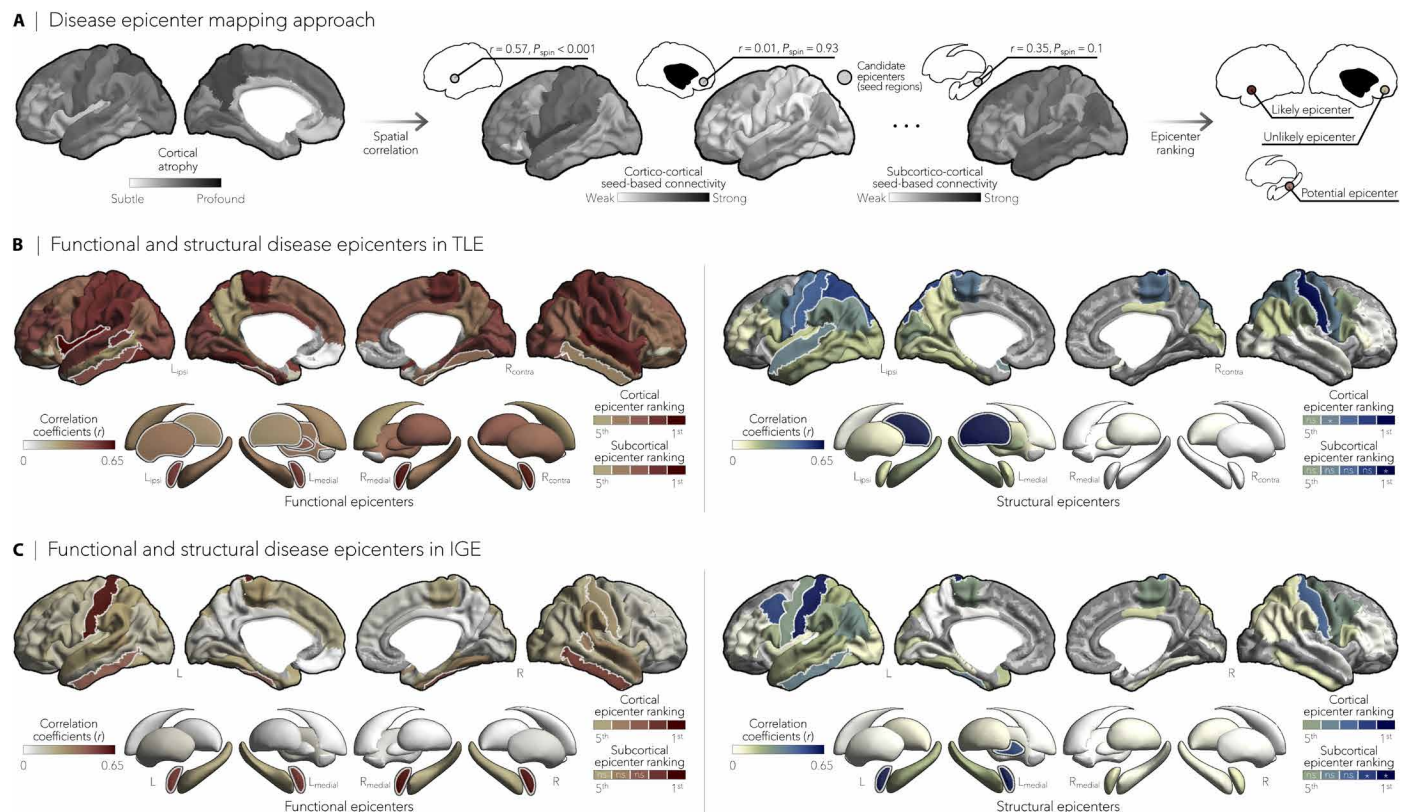 A | Disease epicenter mapping approach
r = 0.57, Pspin < 0.001
r = 0.01, Pspin = 0.93
r = 0.35, Pspin = 0.1
Candidate
epicenters
(seed regions)
Spatial
correlation
Cortical
atrophy
Subtle
Profound
Cortico-cortical
seed-based connectivity
Weak
Strong
. . .
Subcortico-cortical
seed-based connectivity
Weak
Strong
Epicenter
ranking
Likely epicenter
Unlikely epicenter
Potential epicenter
B | Functional and structural disease epicenters in TLE
Lipsi
Rcontra
Correlation
coefficients (r)
0
0.65
Lipsi
Lmedial
Rmedial
Rcontra
Cortical
epicenter ranking
5th
1st
Subcortical
epicenter ranking
5th
1st
Functional epicenters
Lipsi
Rcontra
Correlation
coefficients (r)
0
0.65
Lipsi
Lmedial
Rmedial
Rcontra
Cortical
epicenter ranking
ns *
5th
1st
Subcortical
epicenter ranking
ns ns ns ns *
5th
1st
Structural epicenters
C | Functional and structural disease epicenters in IGE
L
R
Correlation
coefficients (r)
0
0.65
L
Lmedial
Rmedial
R
Cortical
epicenter ranking
5th
1st
Subcortical
epicenter ranking
ns ns ns
5th
1st
Functional epicenters
L
R
Correlation
coefficients (r)
0
0.65
L
Lmedial
Rmedial
R
Cortical
epicenter ranking
5th
1st
Subcortical
epicenter ranking
ns ns ns * *
5th
1st
Structural epicenters